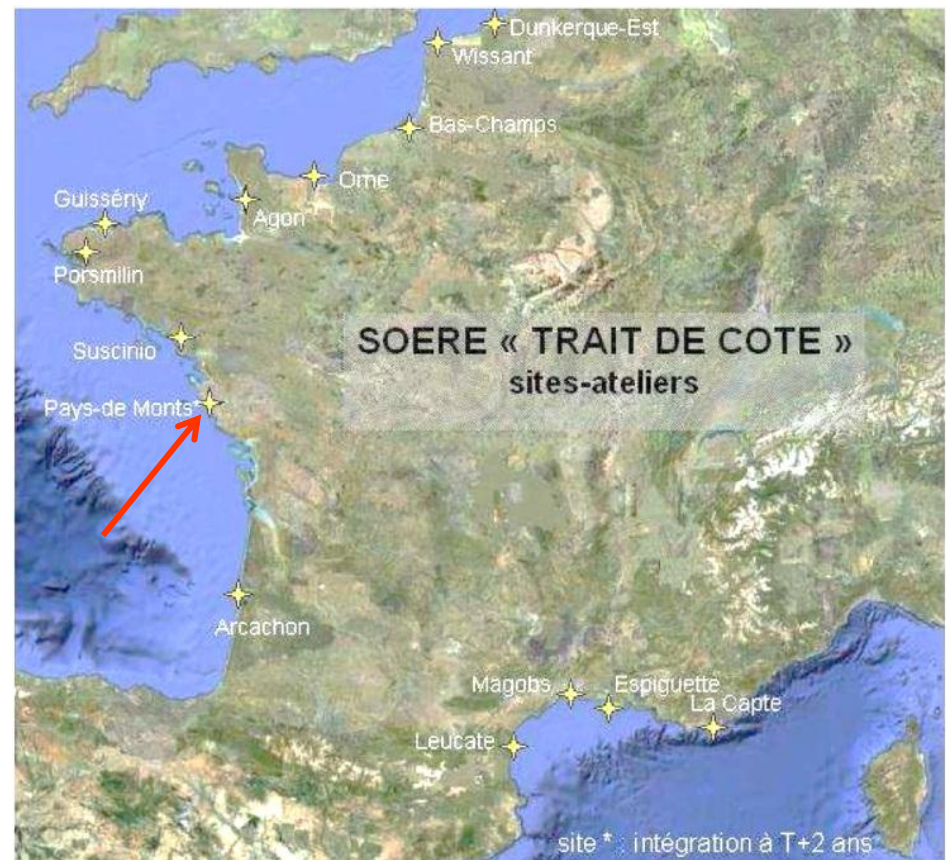 Dunkerque-Est
Wissant
Bas-Champs
Orne
Guissény
Agon
Porsmilin
SOERE « TRAIT DE COTE »
sites-ateliers
Suscinio
Pays-de Monts*
Arcachon
Magobs
Espiguette
La Capte
Leucate
site * : intégration à T+2 ans